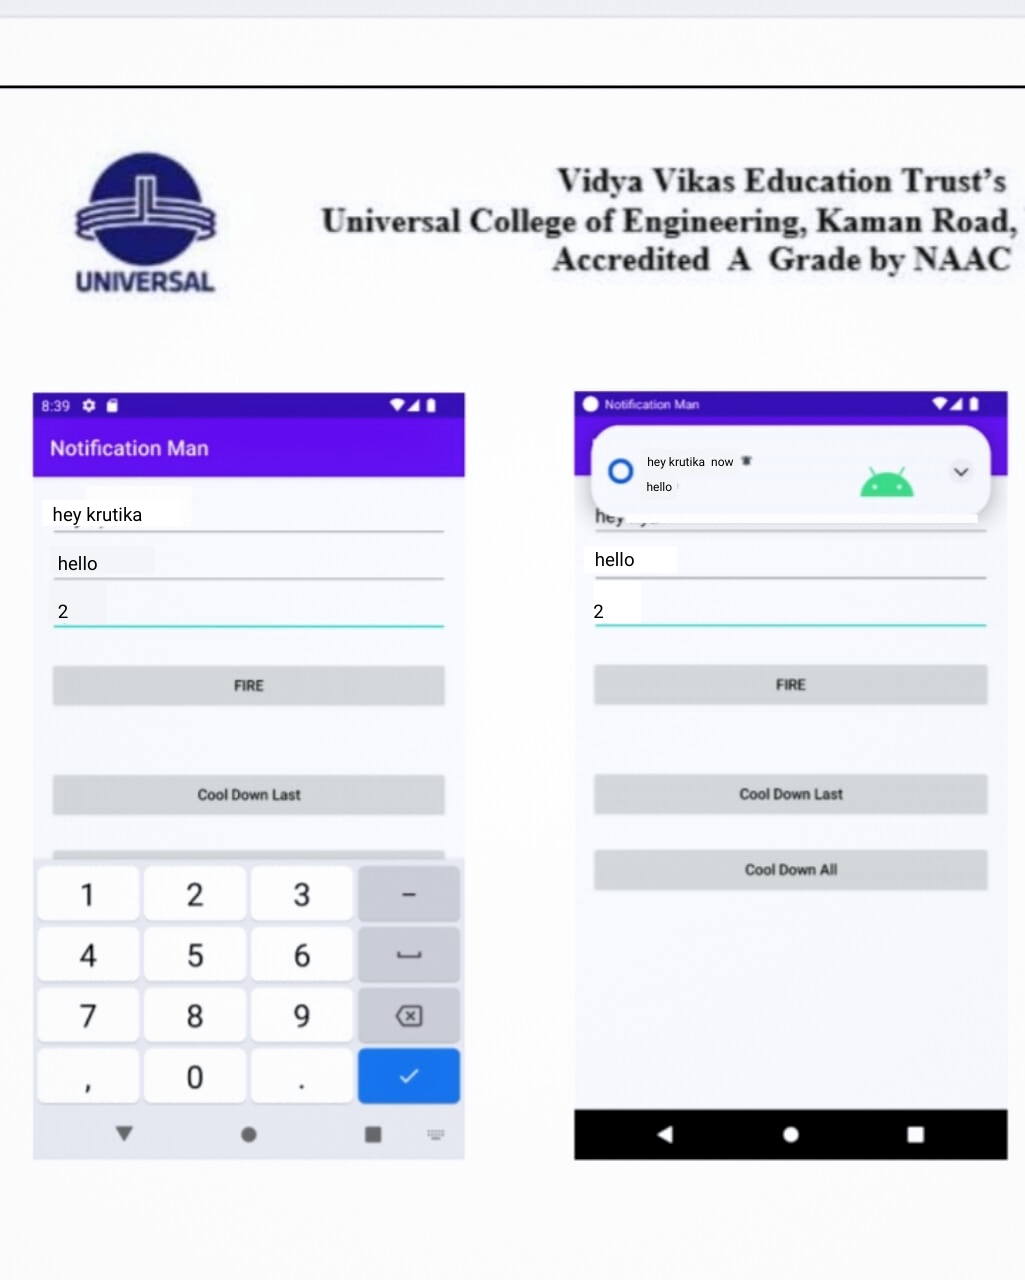 UNIVERSAL
Vidya Vikas Education Trust's
Universal College of Engineering, Kaman Road,
Accredited A Grade by NAAC
8:39
Notification Man
hey krutika
hello
2
FIRE
Cool Down Last
1 2 3 –
4 5 6
7 8 9
, 0 .
Notification Man
hey krutika now
hello
hey
hello
2
FIRE
Cool Down Last
Cool Down All